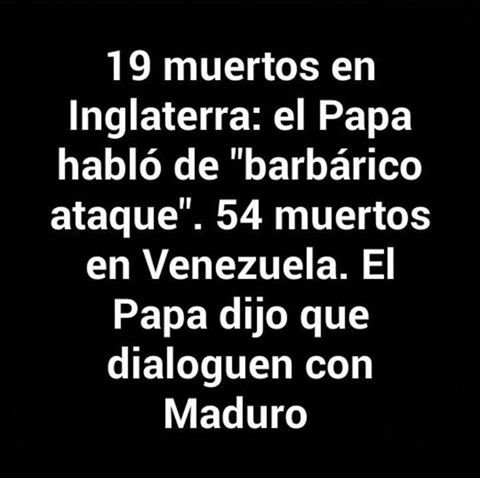 19 muertos en
Inglaterra: el Papa
habló de "barbárico
ataque". 54 muertos
en Venezuela. El
Papa dijo que
dialoguen con
Maduro